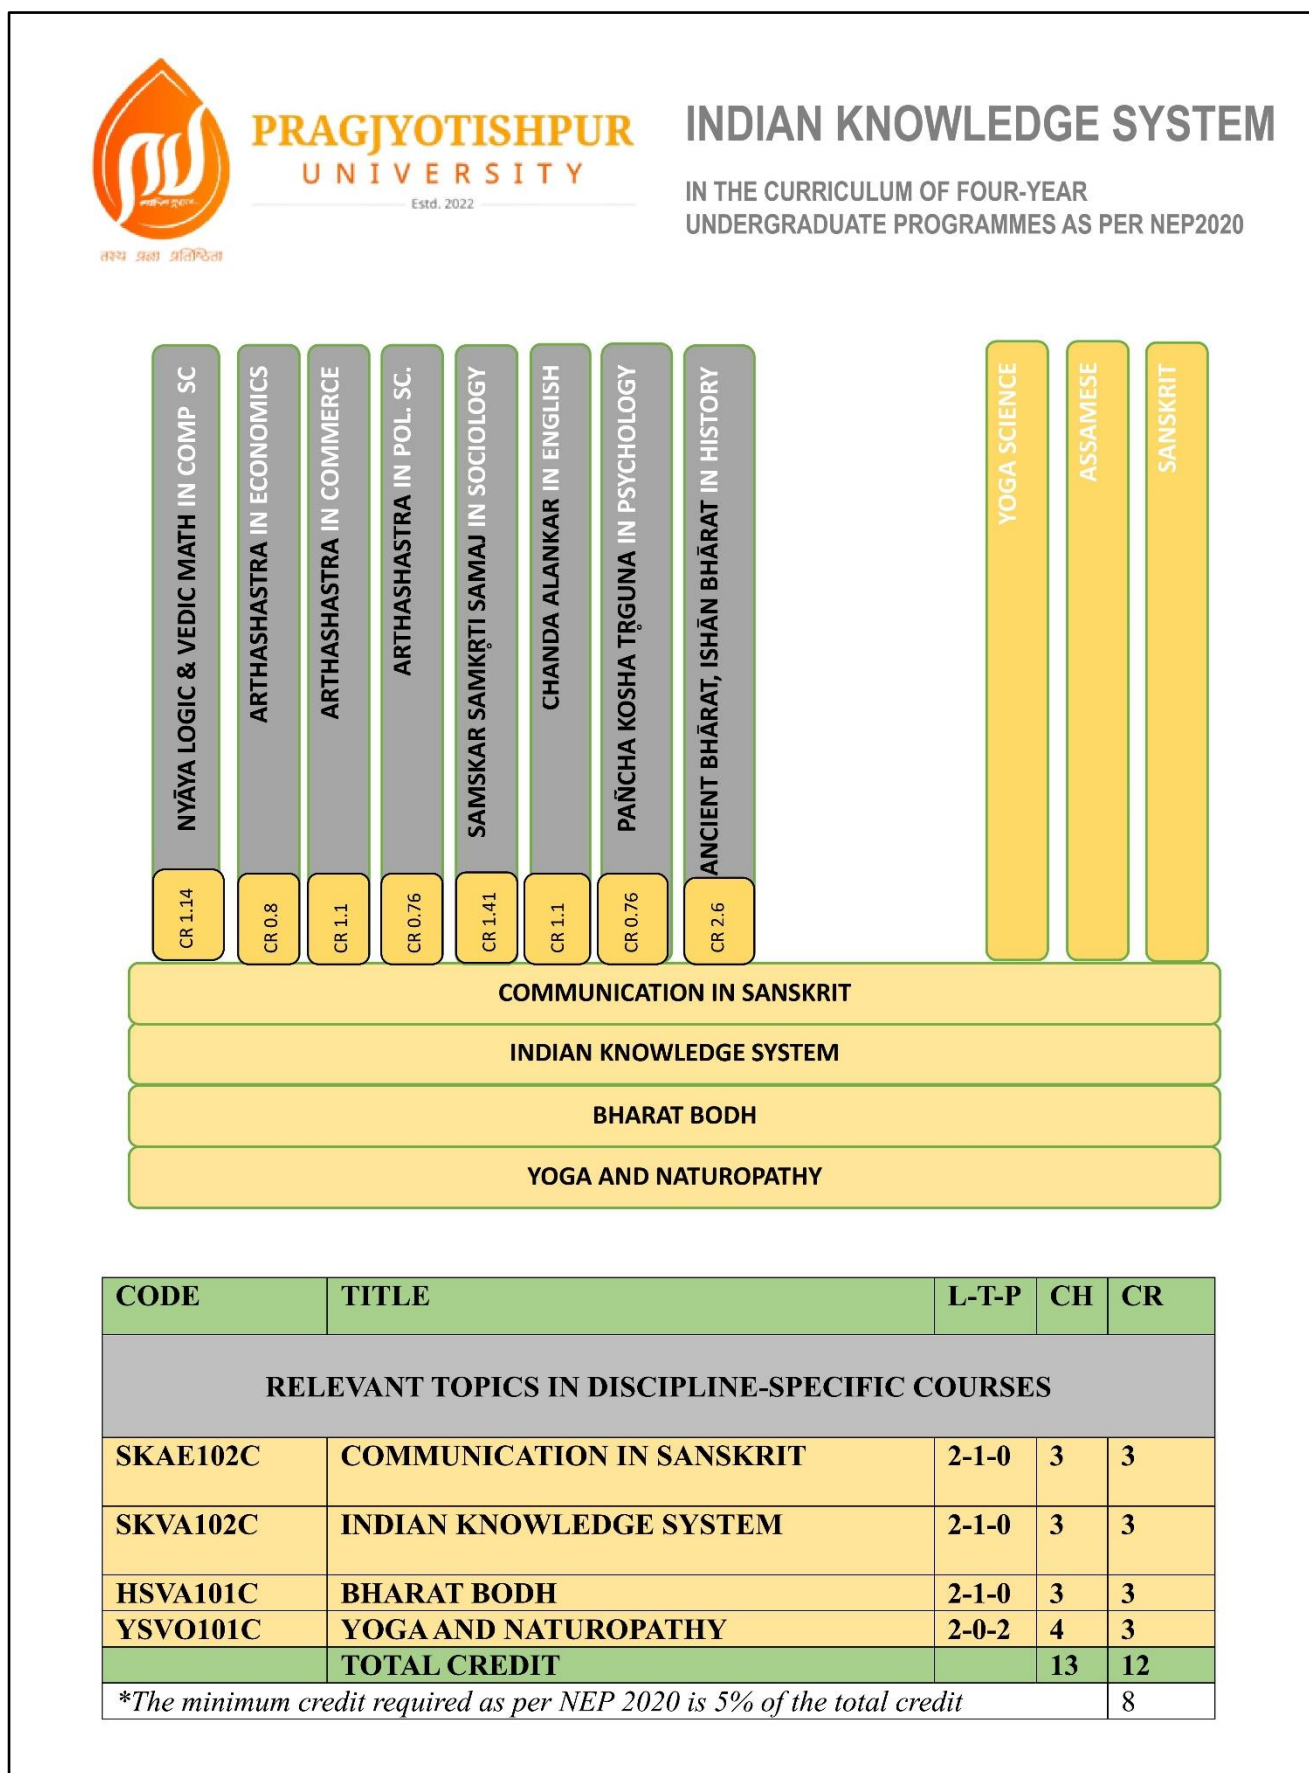 PRAGJYOTISHPUR
UNIVERSITY
Estd. 2022
तस्य प्रज्ञा प्रतिष्ठिता
INDIAN KNOWLEDGE SYSTEM
IN THE CURRICULUM OF FOUR-YEAR
UNDERGRADUATE PROGRAMMES AS PER NEP2020
NYĀYA LOGIC & VEDIC MATH IN COMP SC
ARTHASHASTRA IN ECONOMICS
ARTHASHASTRA IN COMMERCE
ARTHASHASTRA IN POL. SC.
SAMSKAR SAMKṚTI SAMAJ IN SOCIOLOGY
CHANDA ALANKAR IN ENGLISH
PAÑCHA KOSHA TṚGUNA IN PSYCHOLOGY
ANCIENT BHĀRAT, ISHĀN BHĀRAT IN HISTORY
YOGA SCIENCE
ASSAMESE
SANSKRIT
CR 1.14
CR 0.8
CR 1.1
CR 0.76
CR 1.41
CR 1.1
CR 0.76
CR 2.6
COMMUNICATION IN SANSKRIT
INDIAN KNOWLEDGE SYSTEM
BHARAT BODH
YOGA AND NATUROPATHY
CODE TITLE L-T-P CH CR
RELEVANT TOPICS IN DISCIPLINE-SPECIFIC COURSES
SKAE102C COMMUNICATION IN SANSKRIT 2-1-0 3 3
SKVA102C INDIAN KNOWLEDGE SYSTEM 2-1-0 3 3
HSVA101C BHARAT BODH 2-1-0 3 3
YSVO101C YOGA AND NATUROPATHY 2-0-2 4 3
TOTAL CREDIT 13 12
*The minimum credit required as per NEP 2020 is 5% of the total credit 8